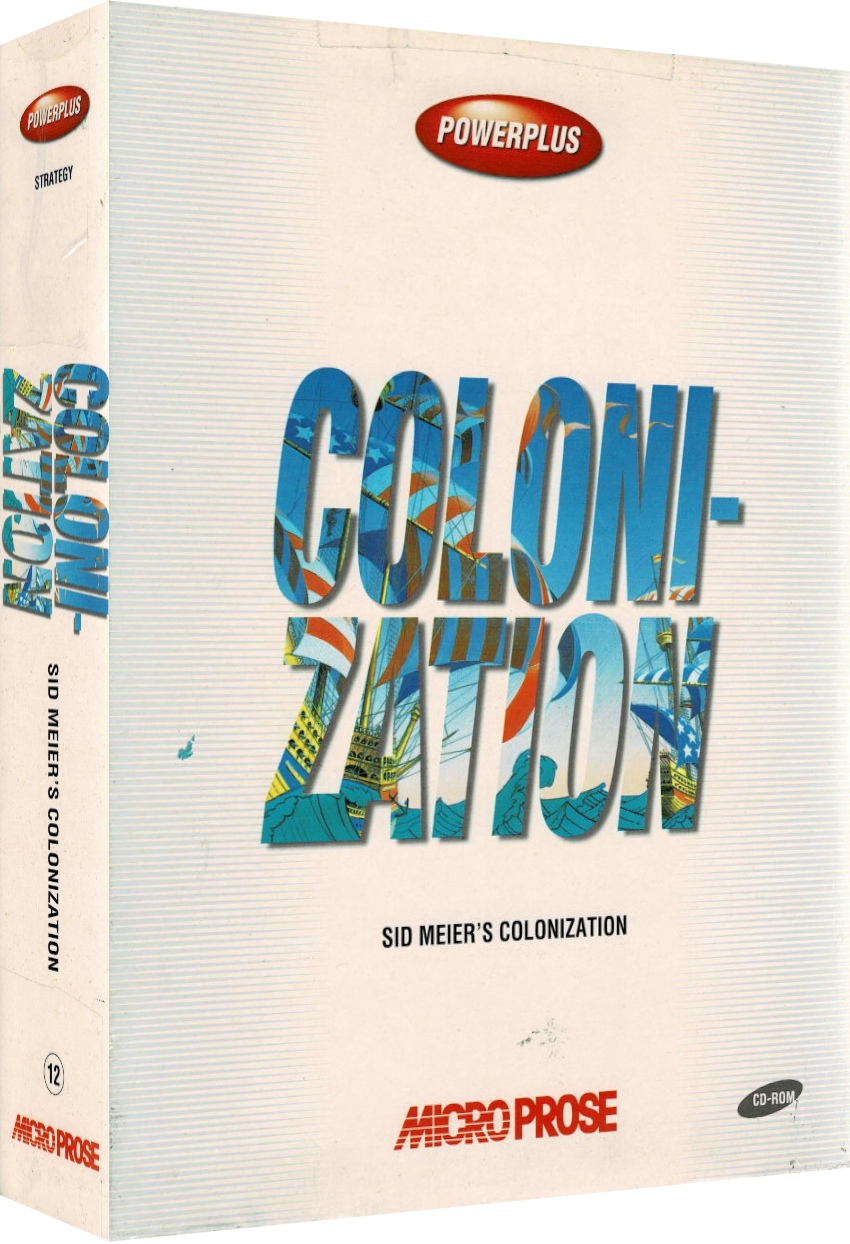 POWERPLUS
STRATEGY
COLONI-
ZATION
SID MEIER'S COLONIZATION
12
MICROPROSE
POWERPLUS
COLONI-
ZATION
SID MEIER'S COLONIZATION
CD-ROM
MICROPROSE